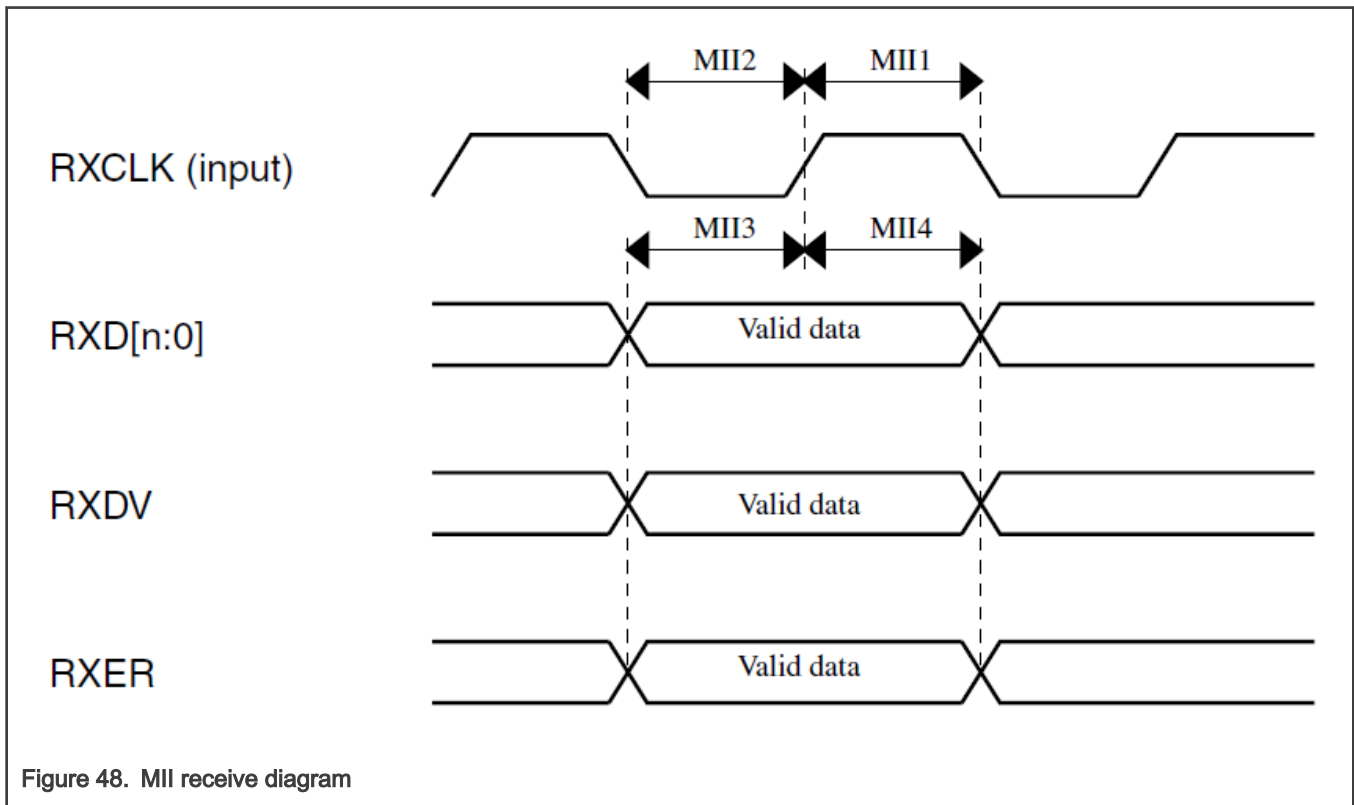 MII2 MII1
RXCLK (input)
MII3 MII4
RXD[n:0] Valid data
RXDV Valid data
RXER Valid data
Figure 48. MII receive diagram